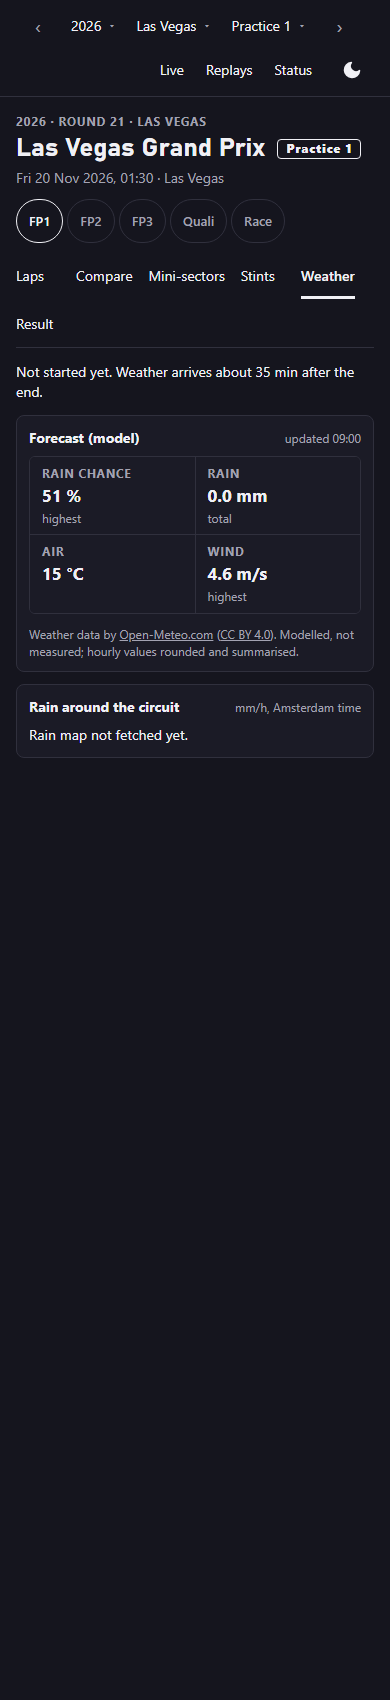 ‹ 2026 Las Vegas Practice 1 ›
Live Replays Status
2026 · ROUND 21 · LAS VEGAS
Las Vegas Grand Prix Practice 1
Fri 20 Nov 2026, 01:30 · Las Vegas
FP1 FP2 FP3 Quali Race
Laps Compare Mini-sectors Stints Weather
Result
Not started yet. Weather arrives about 35 min after the
end.
Forecast (model) updated 09:00
RAIN CHANCE RAIN
51 % 0.0 mm
highest total
AIR WIND
15 °C 4.6 m/s
highest
Weather data by Open-Meteo.com (CC BY 4.0). Modelled, not
measured; hourly values rounded and summarised.
Rain around the circuit mm/h, Amsterdam time
Rain map not fetched yet.